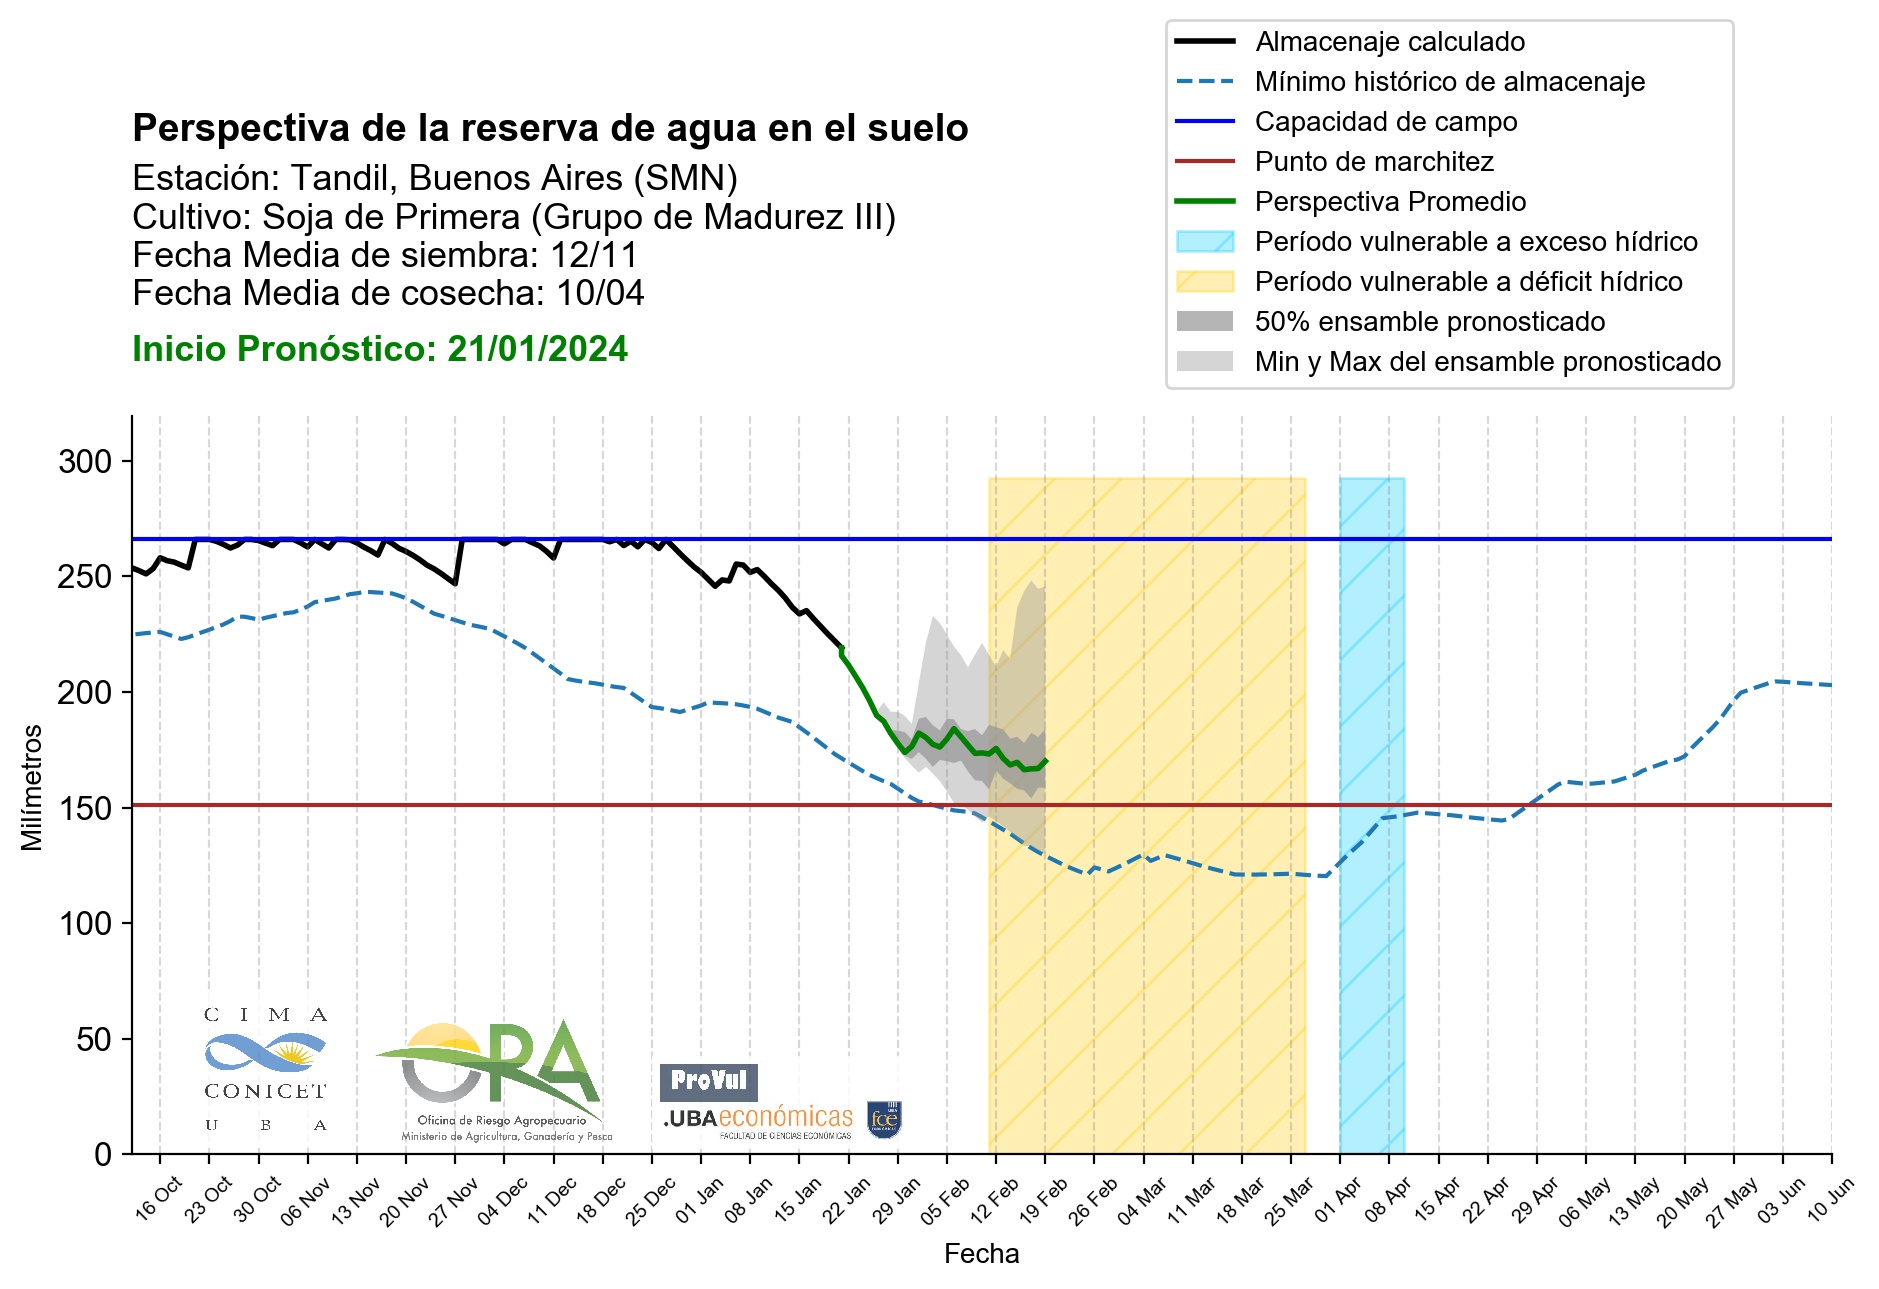 Almacenaje calculado
Mínimo histórico de almacenaje
Capacidad de campo
Punto de marchitez
Perspectiva Promedio
Período vulnerable a exceso hídrico
Período vulnerable a déficit hídrico
50% ensamble pronosticado
Min y Max del ensamble pronosticado
Perspectiva de la reserva de agua en el suelo
Estación: Tandil, Buenos Aires (SMN)
Cultivo: Soja de Primera (Grupo de Madurez III)
Fecha Media de siembra: 12/11
Fecha Media de cosecha: 10/04
Inicio Pronóstico: 21/01/2024
300
250
200
150
100
50
0
Milímetros
CIMA
CONICET
UBA
ORA
Oficina de Riesgo Agropecuario
Ministerio de Agricultura, Ganadería y Pesca
ProVul
.UBAeconómicas
FACULTAD DE CIENCIAS ECONÓMICAS
fce
16 Oct
23 Oct
30 Oct
06 Nov
13 Nov
20 Nov
27 Nov
04 Dec
11 Dec
18 Dec
25 Dec
01 Jan
08 Jan
15 Jan
22 Jan
29 Jan
05 Feb
12 Feb
19 Feb
26 Feb
04 Mar
11 Mar
18 Mar
25 Mar
01 Apr
08 Apr
15 Apr
22 Apr
29 Apr
06 May
13 May
20 May
27 May
03 Jun
10 Jun
Fecha